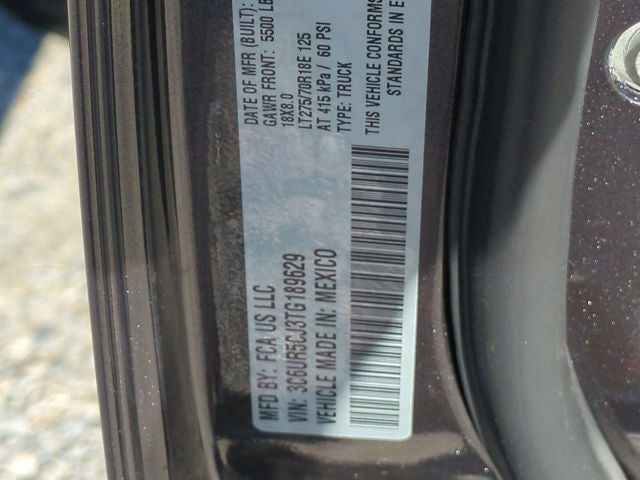 MFD BY: FCA US LLC
DATE OF MFR (BUILT):
GAWR FRONT: 5500 LB
18X8.0
LT275/70R18E 125
AT 415 kPa / 60 PSI
TYPE: TRUCK
THIS VEHICLE CONFORMS
STANDARDS IN E
VIN: 3C6UR5CJ3TG189629
VEHICLE MADE IN: MEXICO